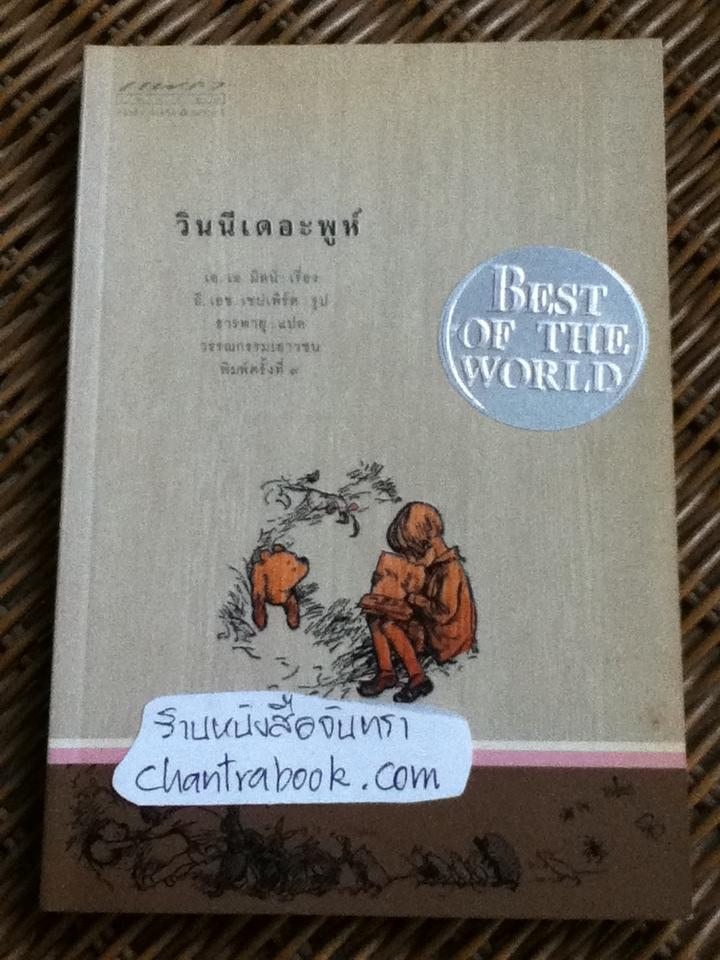 แพรว
วินนีเดอะพูห์
เอ. เอ. มิลน์ : เรื่อง
อี. เอช. เชปเพิร์ด : รูป
ธารพายุ : แปล
วรรณกรรมเยาวชน
พิมพ์ครั้งที่ ๙
BEST
OF THE
WORLD
ร้านหนังสือจันทรา
chantrabook.com